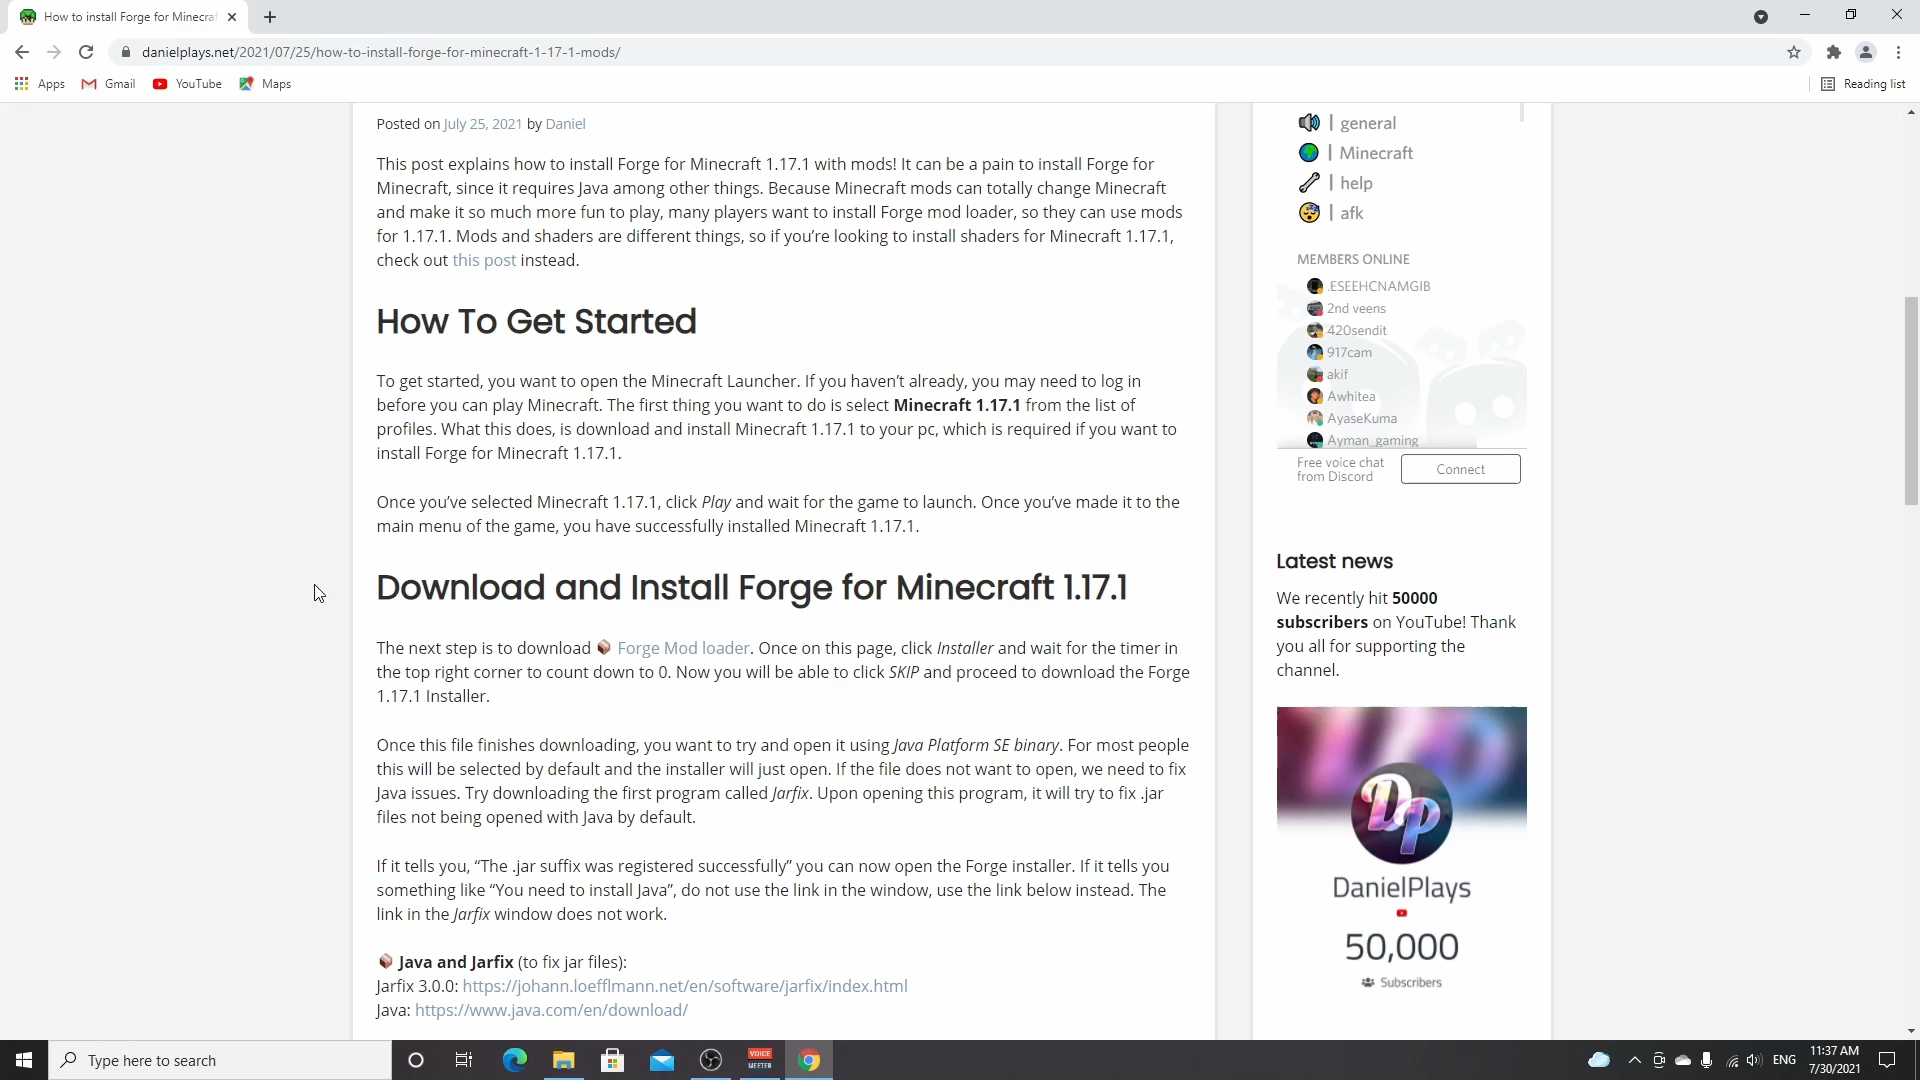 How to install Forge for Minecraf
danielplays.net/2021/07/25/how-to-install-forge-for-minecraft-1-17-1-mods/
Apps
Gmail
YouTube
Maps
Reading list
Posted on July 25, 2021 by Daniel
This post explains how to install Forge for Minecraft 1.17.1 with mods! It can be a pain to install Forge for
Minecraft, since it requires Java among other things. Because Minecraft mods can totally change Minecraft
and make it so much more fun to play, many players want to install Forge mod loader, so they can use mods
for 1.17.1. Mods and shaders are different things, so if you’re looking to install shaders for Minecraft 1.17.1,
check out this post instead.
How To Get Started
To get started, you want to open the Minecraft Launcher. If you haven’t already, you may need to log in
before you can play Minecraft. The first thing you want to do is select Minecraft 1.17.1 from the list of
profiles. What this does, is download and install Minecraft 1.17.1 to your pc, which is required if you want to
install Forge for Minecraft 1.17.1.
Once you’ve selected Minecraft 1.17.1, click Play and wait for the game to launch. Once you’ve made it to the
main menu of the game, you have successfully installed Minecraft 1.17.1.
Download and Install Forge for Minecraft 1.17.1
The next step is to download Forge Mod loader. Once on this page, click Installer and wait for the timer in
the top right corner to count down to 0. Now you will be able to click SKIP and proceed to download the Forge
1.17.1 Installer.
Once this file finishes downloading, you want to try and open it using Java Platform SE binary. For most people
this will be selected by default and the installer will just open. If the file does not want to open, we need to fix
Java issues. Try downloading the first program called Jarfix. Upon opening this program, it will try to fix .jar
files not being opened with Java by default.
If it tells you, “The .jar suffix was registered successfully” you can now open the Forge installer. If it tells you
something like “You need to install Java”, do not use the link in the window, use the link below instead. The
link in the Jarfix window does not work.
Java and Jarfix (to fix jar files):
Jarfix 3.0.0: https://johann.loefflmann.net/en/software/jarfix/index.html
Java: https://www.java.com/en/download/
| general
| Minecraft
| help
| afk
MEMBERS ONLINE
.ESEEHCNAMGIB
2nd veens
420sendit
917cam
akif
Awhitea
AyaseKuma
Ayman_gaming
Free voice chat
from Discord
Connect
Latest news
We recently hit 50000
subscribers on YouTube! Thank
you all for supporting the
channel.
Dp
DanielPlays
50,000
Subscribers
Type here to search
VOICE
MEETER
ENG
11:37 AM
7/30/2021